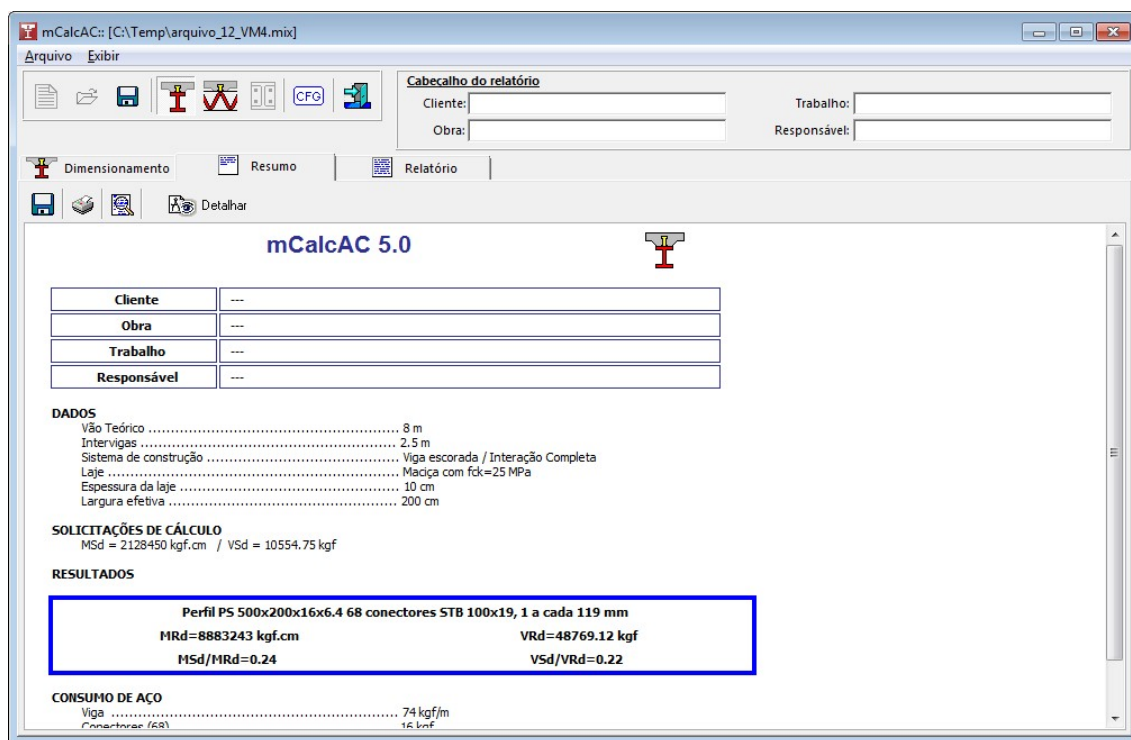 mCalcAC:: [C:\Temp\arquivo_12_VM4.mix]
Arquivo Exibir
CFG
Cabeçalho do relatório
Cliente: Trabalho:
Obra: Responsável:
Dimensionamento Resumo Relatório
Detalhar
mCalcAC 5.0
Cliente ---
Obra ---
Trabalho ---
Responsável ---
DADOS
Vão Teórico ........................................................ 8 m
Intervigas ......................................................... 2.5 m
Sistema de construção ........................................... Viga escorada / Interação Completa
Laje ................................................................. Maciça com fck=25 MPa
Espessura da laje ................................................. 10 cm
Largura efetiva ................................................... 200 cm
SOLICITAÇÕES DE CÁLCULO
MSd = 2128450 kgf.cm / VSd = 10554.75 kgf
RESULTADOS
Perfil PS 500x200x16x6.4 68 conectores STB 100x19, 1 a cada 119 mm
MRd=8883243 kgf.cm VRd=48769.12 kgf
MSd/MRd=0.24 VSd/VRd=0.22
CONSUMO DE AÇO
Viga ................................................................ 74 kgf/m
Conectores (68) .................................................... 16 kgf